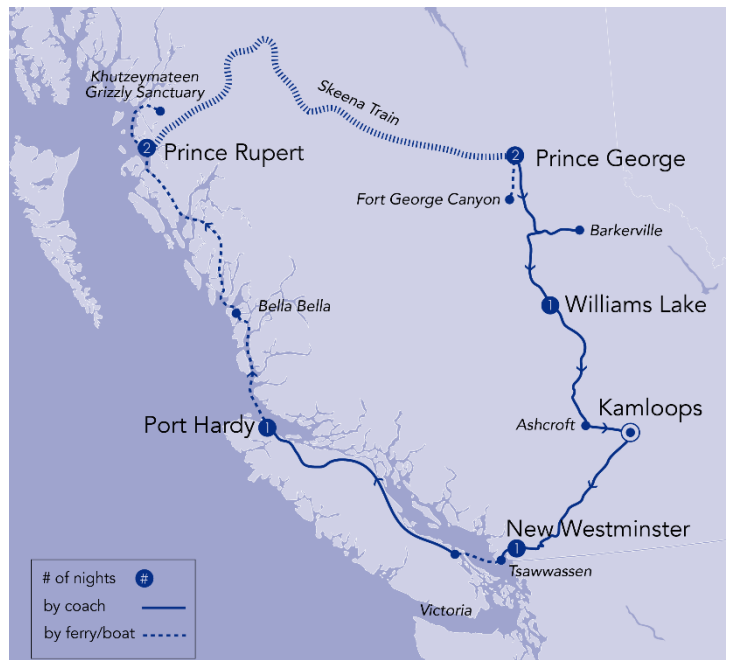 Khutzeymateen
Grizzly Sanctuary
Skeena Train
2
Prince Rupert
2
Prince George
Fort George Canyon
Barkerville
Bella Bella
1
Williams Lake
Kamloops
Ashcroft
Port Hardy
1
New Westminster
1
Tsawwassen
Victoria
# of nights #
by coach
by ferry/boat